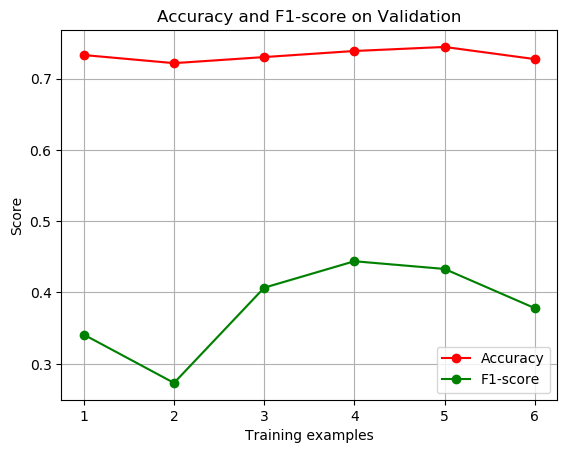 Accuracy and F1-score on Validation
Score
0.7
0.6
0.5
0.4
0.3
Accuracy
F1-score
1 2 3 4 5 6
Training examples